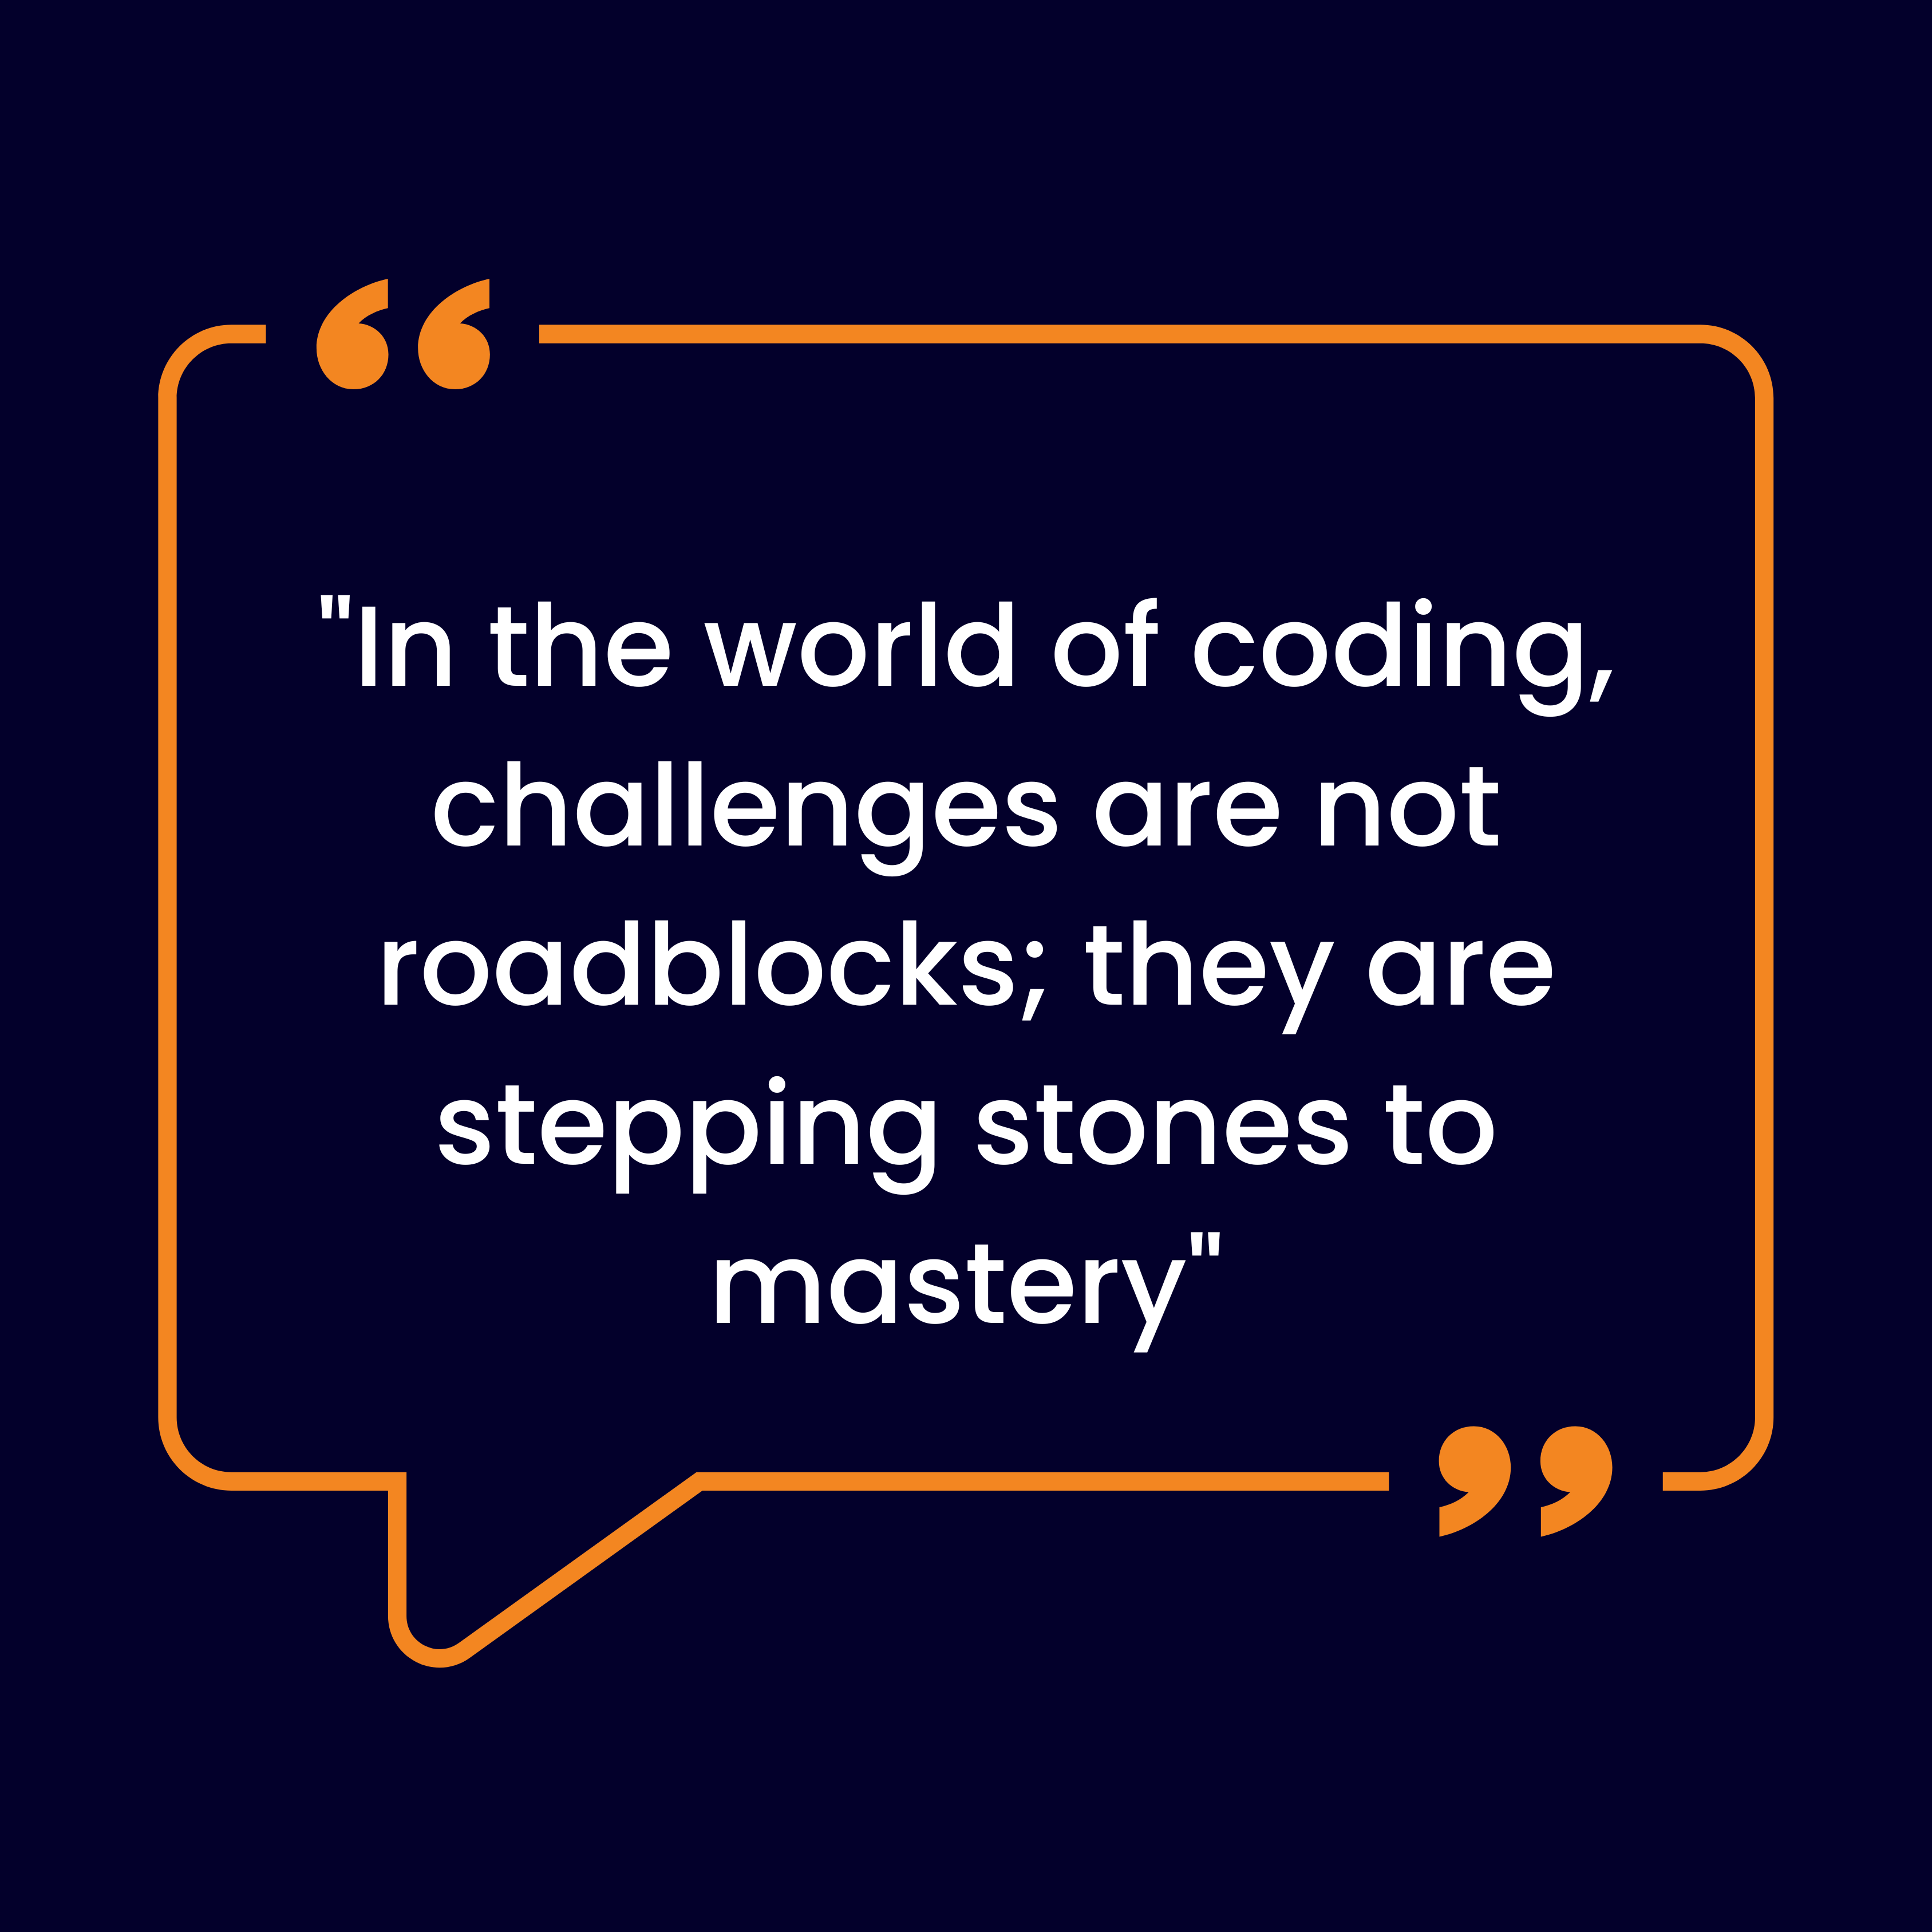 "In the world of coding,
challenges are not
roadblocks; they are
stepping stones to
mastery"